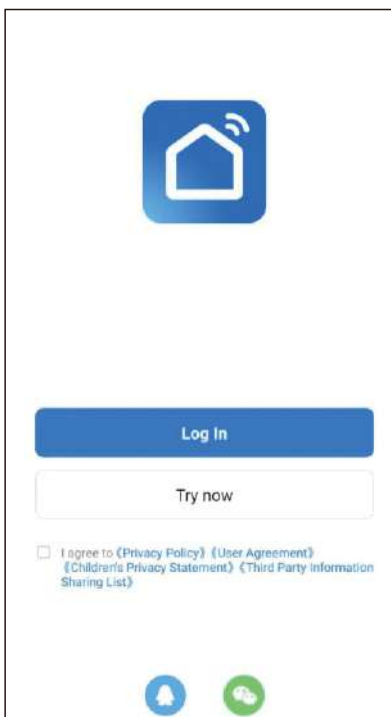 Log In
Try now
I agree to《Privacy Policy》《User Agreement》
《Children's Privacy Statement》《Third Party Information
Sharing List》